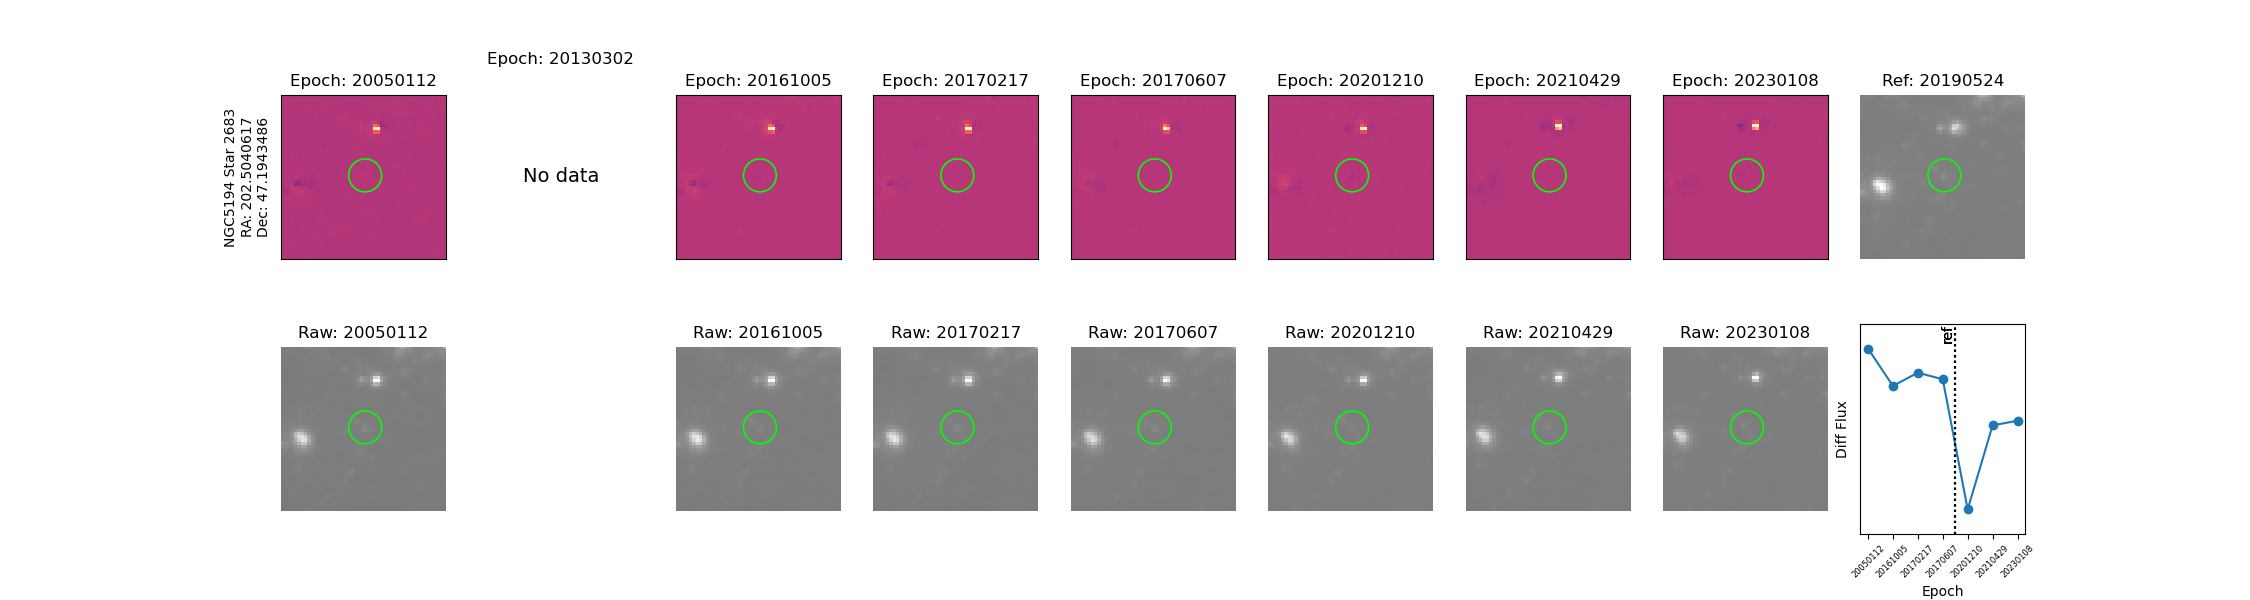 Epoch: 20130302
Epoch: 20050112
Epoch: 20161005
Epoch: 20170217
Epoch: 20170607
Epoch: 20201210
Epoch: 20210429
Epoch: 20230108
Ref: 20190524
NGC5194 Star 2683
RA: 202.5040617
Dec: 47.19434486
No data
Raw: 20050112
Raw: 20161005
Raw: 20170217
Raw: 20170607
Raw: 20201210
Raw: 20210429
Raw: 20230108
ref
Diff Flux
20050112
20161005
20170217
20170607
20201210
20210429
20230108
Epoch